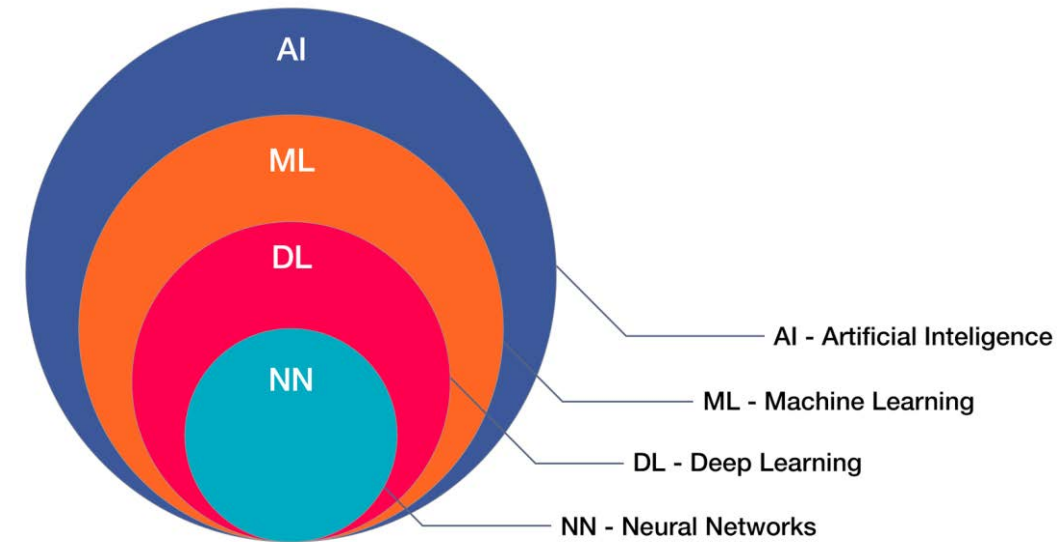 AI
ML
DL
NN
AI - Artificial Inteligence
ML - Machine Learning
DL - Deep Learning
NN - Neural Networks